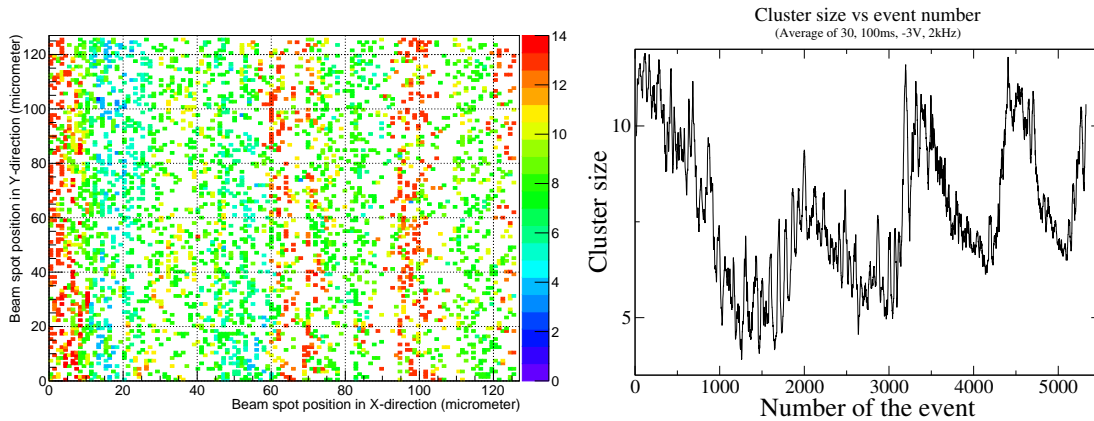 Beam spot position in Y-direction (micrometer)
120
100
80
60
40
20
0
0 20 40 60 80 100 120
Beam spot position in X-direction (micrometer)
14
12
10
8
6
4
2
0
Cluster size vs event number
(Average of 30, 100ms, -3V, 2kHz)
Cluster size
10
5
0 1000 2000 3000 4000 5000
Number of the event